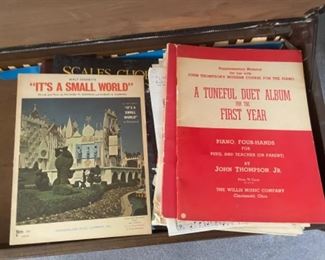 WALT DISNEY'S
"IT'S A SMALL WORLD"
"IT'S A
SMALL
WORLD"
SCALES CHO
Supplementary Material
for use with
JOHN THOMPSON'S MODERN COURSE FOR THE PIANO
A TUNEFUL DUET ALBUM
FOR THE
FIRST YEAR
PIANO, FOUR-HANDS
FOR
PUPIL AND TEACHER (OR PARENT)
BY
JOHN THOMPSON JR.
THE WILLIS MUSIC COMPANY
Cincinnati, Ohio